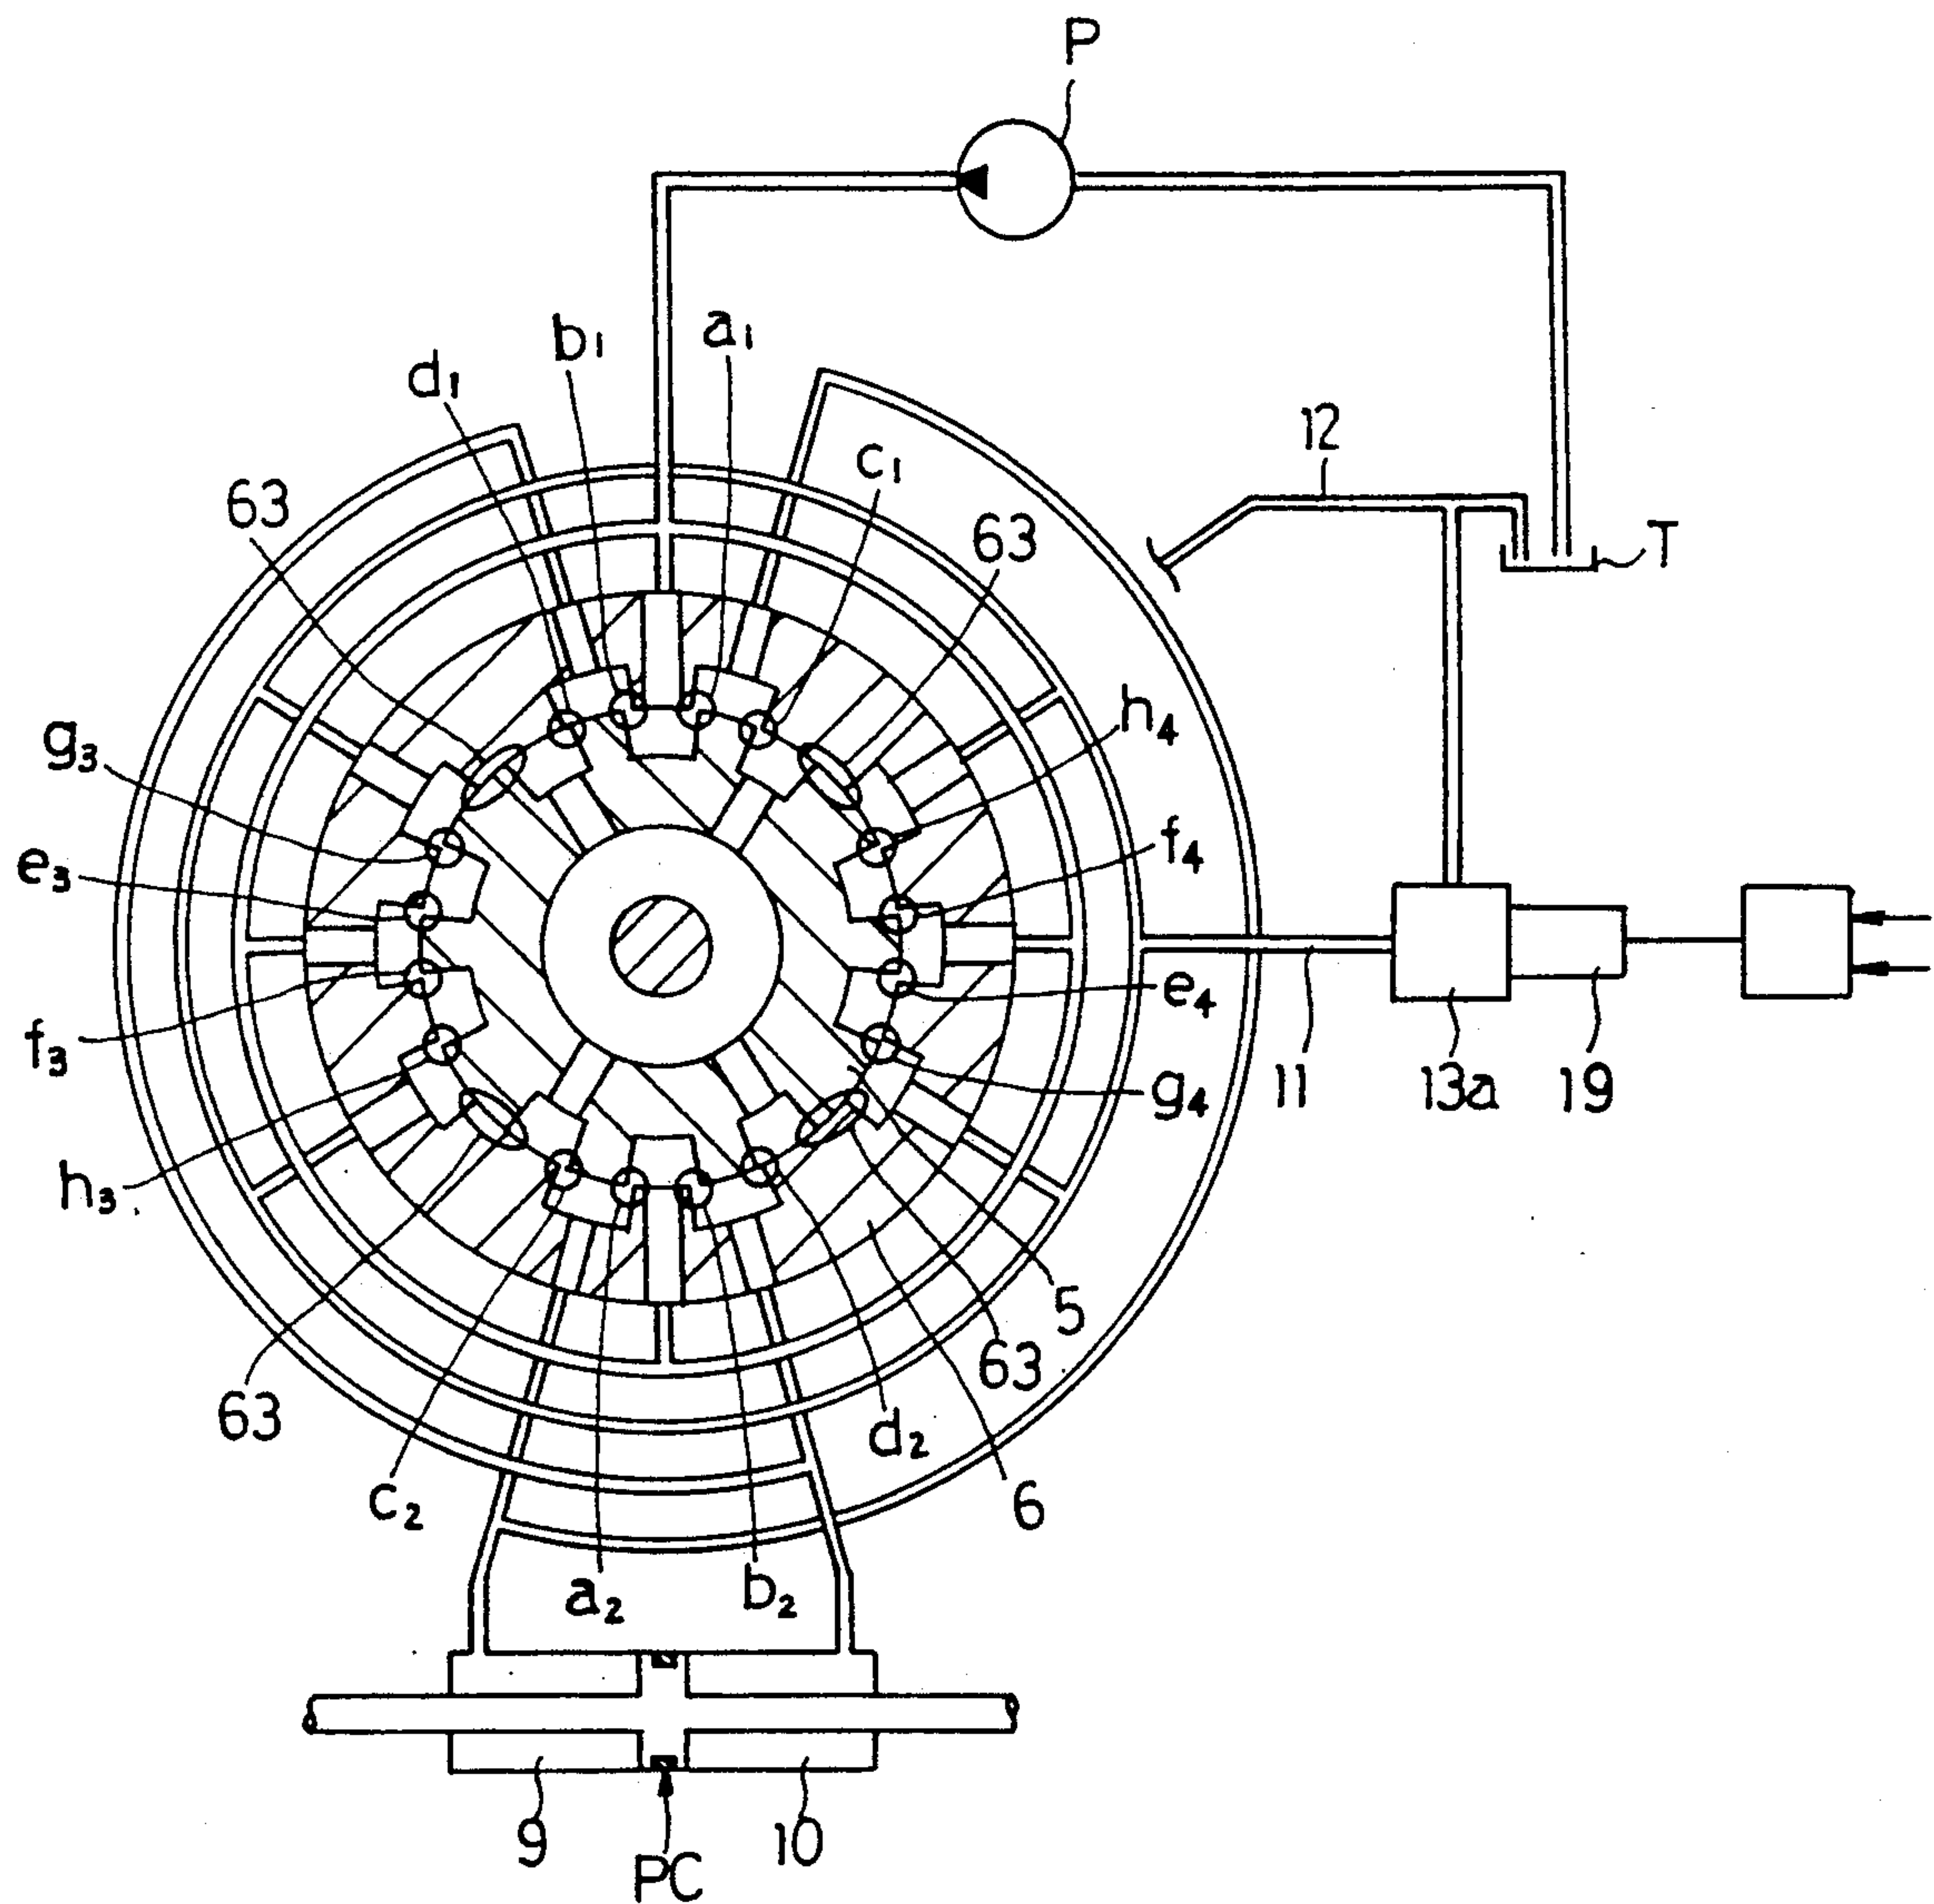 P
a₁
b₁
d₁
12
c₁
63
63
T
h₄
g₃
f₄
e₃
e₄
f₃
g₄
11
13a
19
h₃
5
63
63
d₂
c₂
6
a₂
b₂
9
10
PC